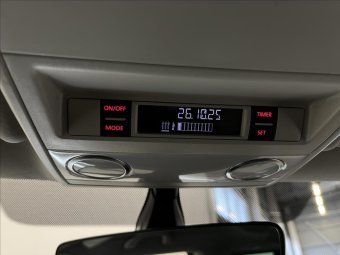 ON/OFF
26.10.25
TIMER
MODE
SET